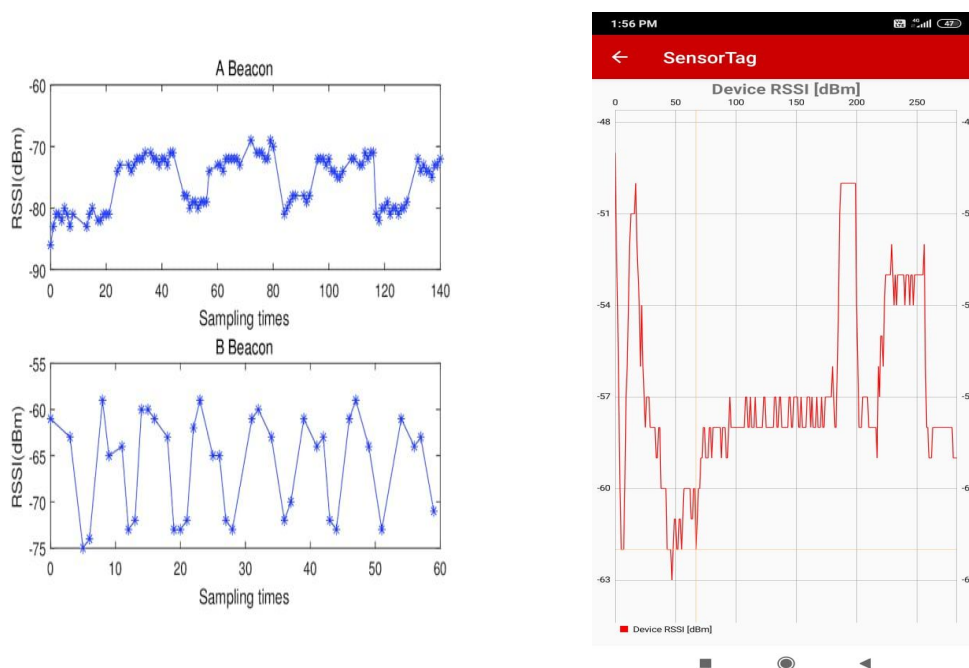 A Beacon
-60
-70
-80
-90
RSSI(dBm)
0 20 40 60 80 100 120 140
Sampling times
B Beacon
-55
-60
-65
-70
-75
RSSI(dBm)
0 10 20 30 40 50 60
Sampling times
1:56 PM 4G 47
SensorTag
Device RSSI [dBm]
0 50 100 150 200 250
-48
-51
-54
-57
-60
-63
Device RSSI [dBm]